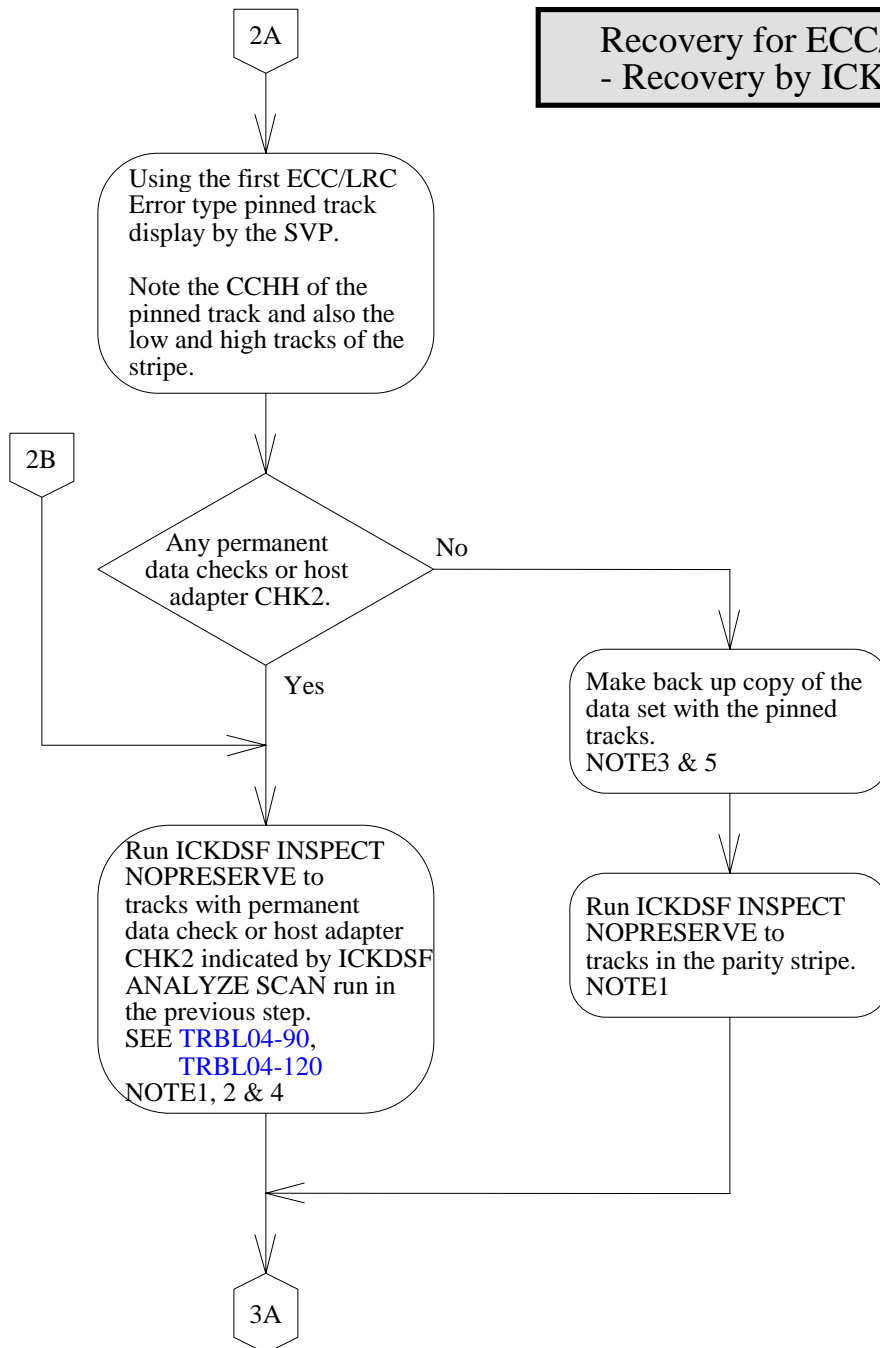 2A
Recovery for ECC/
- Recovery by ICK
Using the first ECC/LRC
Error type pinned track
display by the SVP.
Note the CCHH of the
pinned track and also the
low and high tracks of the
stripe.
2B
Any permanent
data checks or host
adapter CHK2.
No
Yes
Make back up copy of the
data set with the pinned
tracks.
NOTE3 & 5
Run ICKDSF INSPECT
NOPRESERVE to
tracks with permanent
data check or host adapter
CHK2 indicated by ICKDSF
ANALYZE SCAN run in
the previous step.
SEE TRBL04-90,
TRBL04-120
NOTE1, 2 & 4
Run ICKDSF INSPECT
NOPRESERVE to
tracks in the parity stripe.
NOTE1
3A